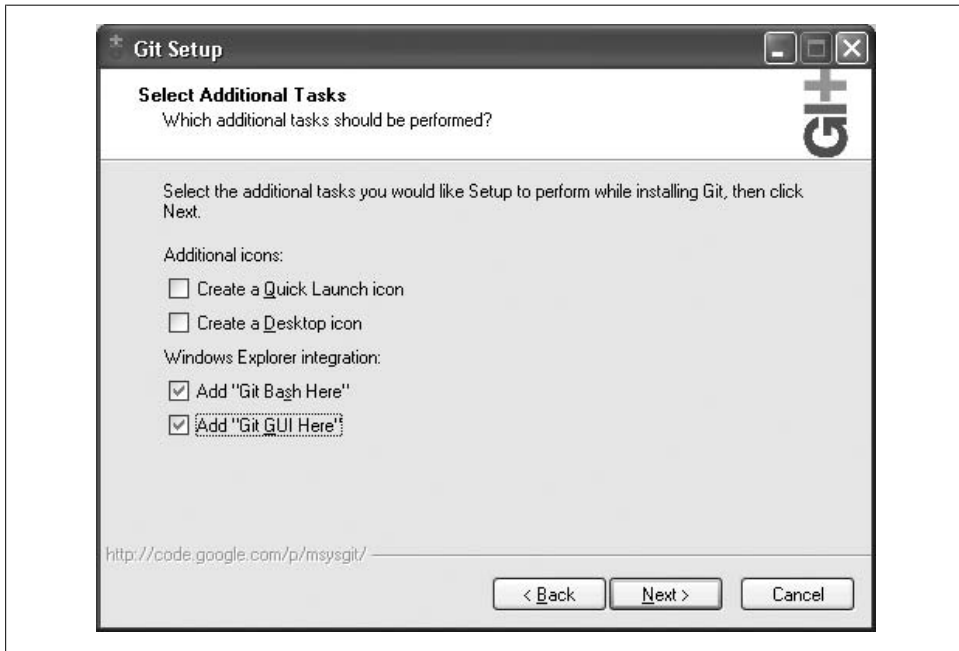 Git Setup
Select Additional Tasks
Which additional tasks should be performed?
GIT
Select the additional tasks you would like Setup to perform while installing Git, then click
Next.
Additional icons:
Create a Quick Launch icon
Create a Desktop icon
Windows Explorer integration:
Add "Git Bash Here"
Add "Git GUI Here"
http://code.google.com/p/msysgit/
< Back
Next >
Cancel